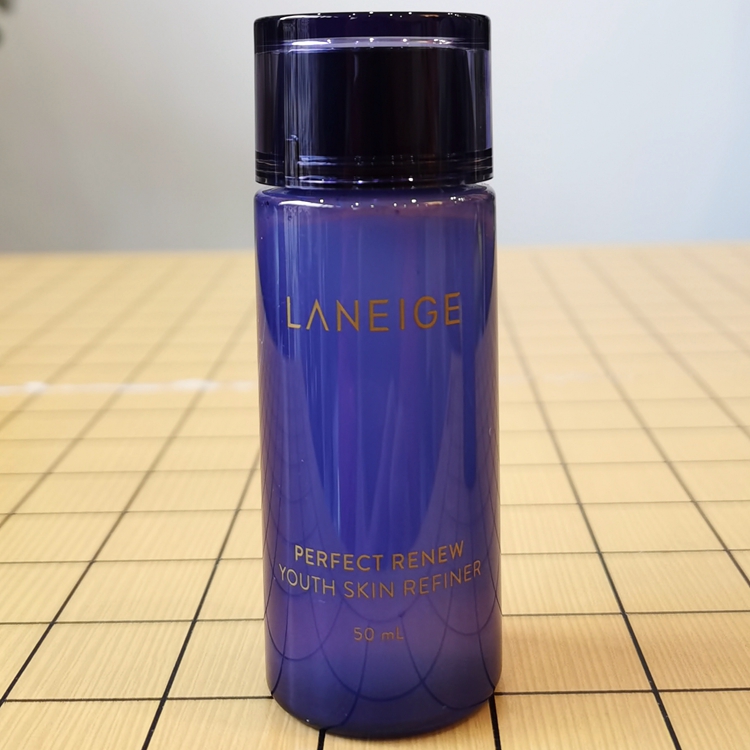 LANEIGE
PERFECT RENEW
YOUTH SKIN REFINER
50 mL